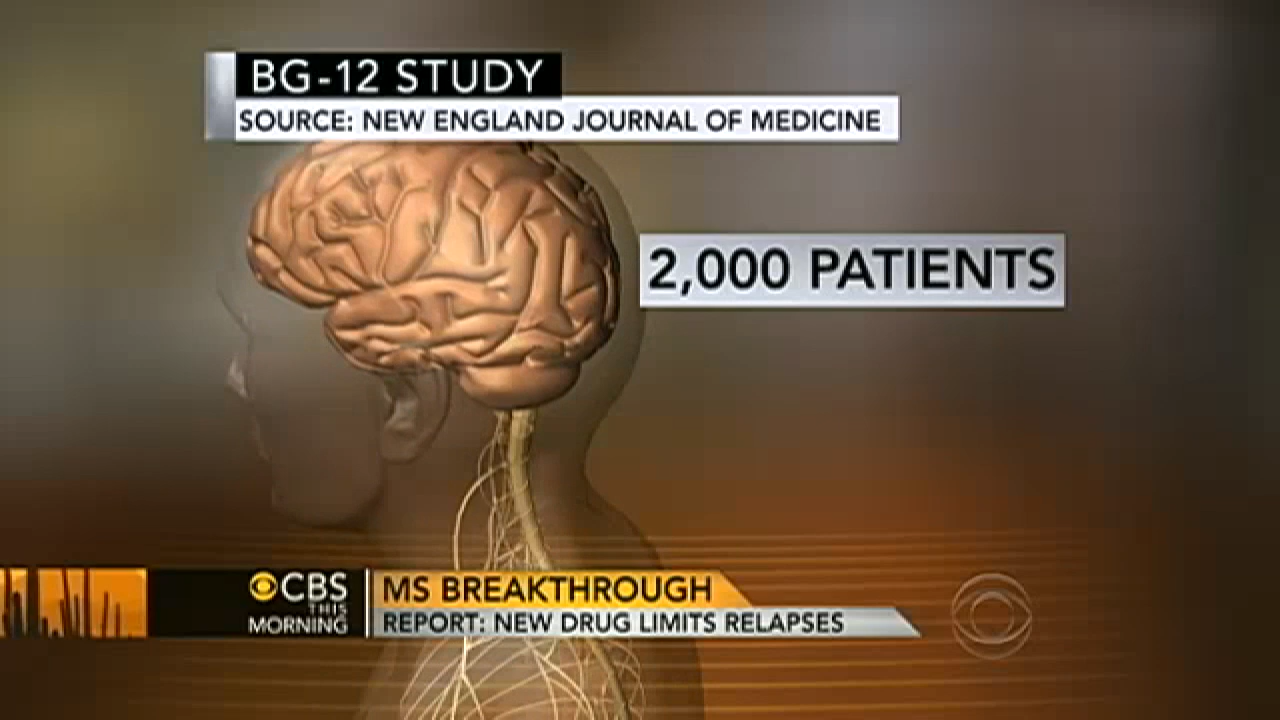 BG-12 STUDY
SOURCE: NEW ENGLAND JOURNAL OF MEDICINE
2,000 PATIENTS
CBS
THIS
MORNING
MS BREAKTHROUGH
REPORT: NEW DRUG LIMITS RELAPSES